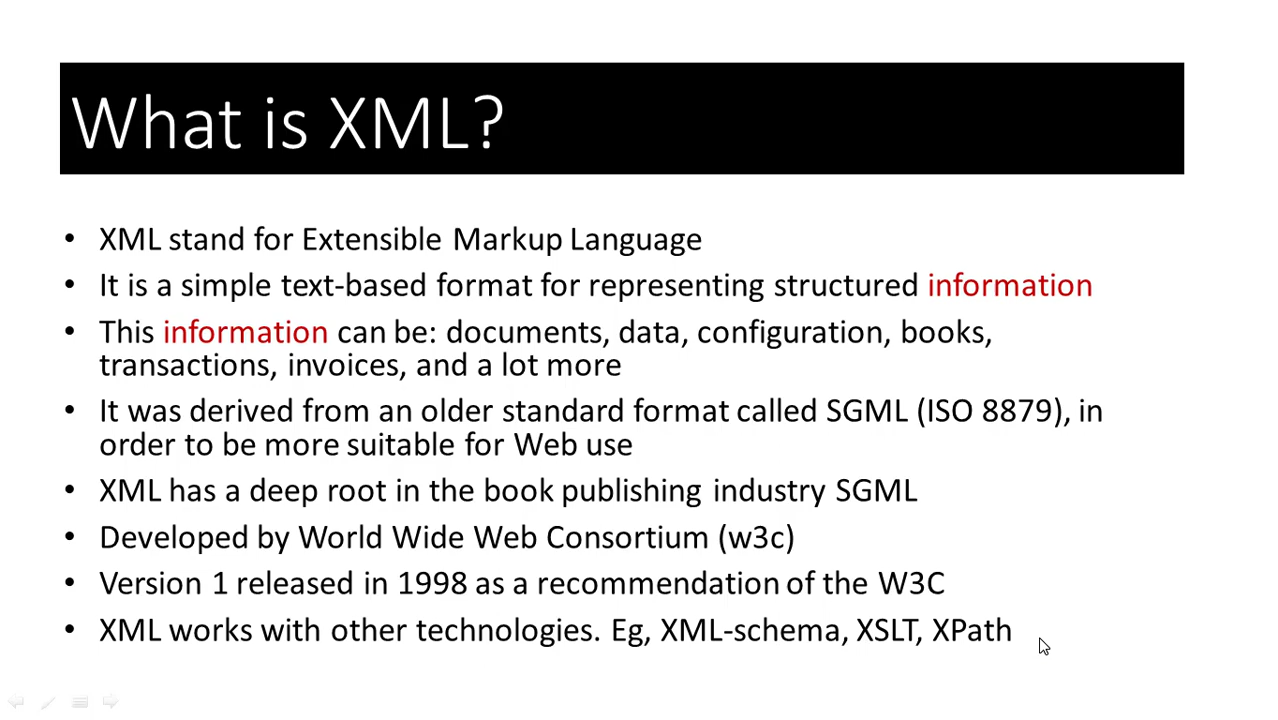 What is XML?
• XML stand for Extensible Markup Language
• It is a simple text-based format for representing structured information
• This information can be: documents, data, configuration, books,
transactions, invoices, and a lot more
• It was derived from an older standard format called SGML (ISO 8879), in
order to be more suitable for Web use
• XML has a deep root in the book publishing industry SGML
• Developed by World Wide Web Consortium (w3c)
• Version 1 released in 1998 as a recommendation of the W3C
• XML works with other technologies. Eg, XML-schema, XSLT, XPath